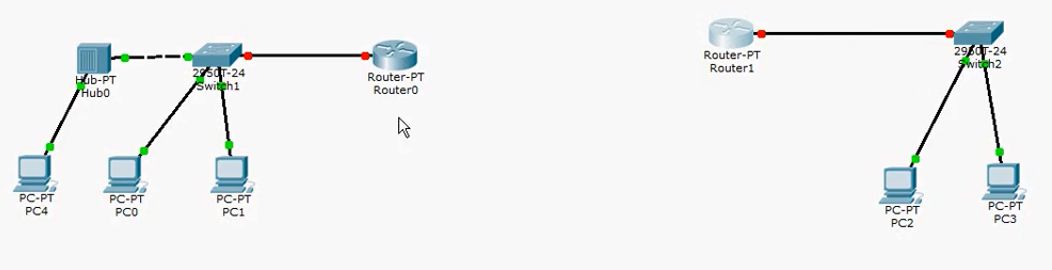 Hub-PT
Hub0
2950T-24
Switch1
Router-PT
Router0
Router-PT
Router1
2950T-24
Switch2
PC-PT
PC4
PC-PT
PC0
PC-PT
PC1
PC-PT
PC2
PC-PT
PC3